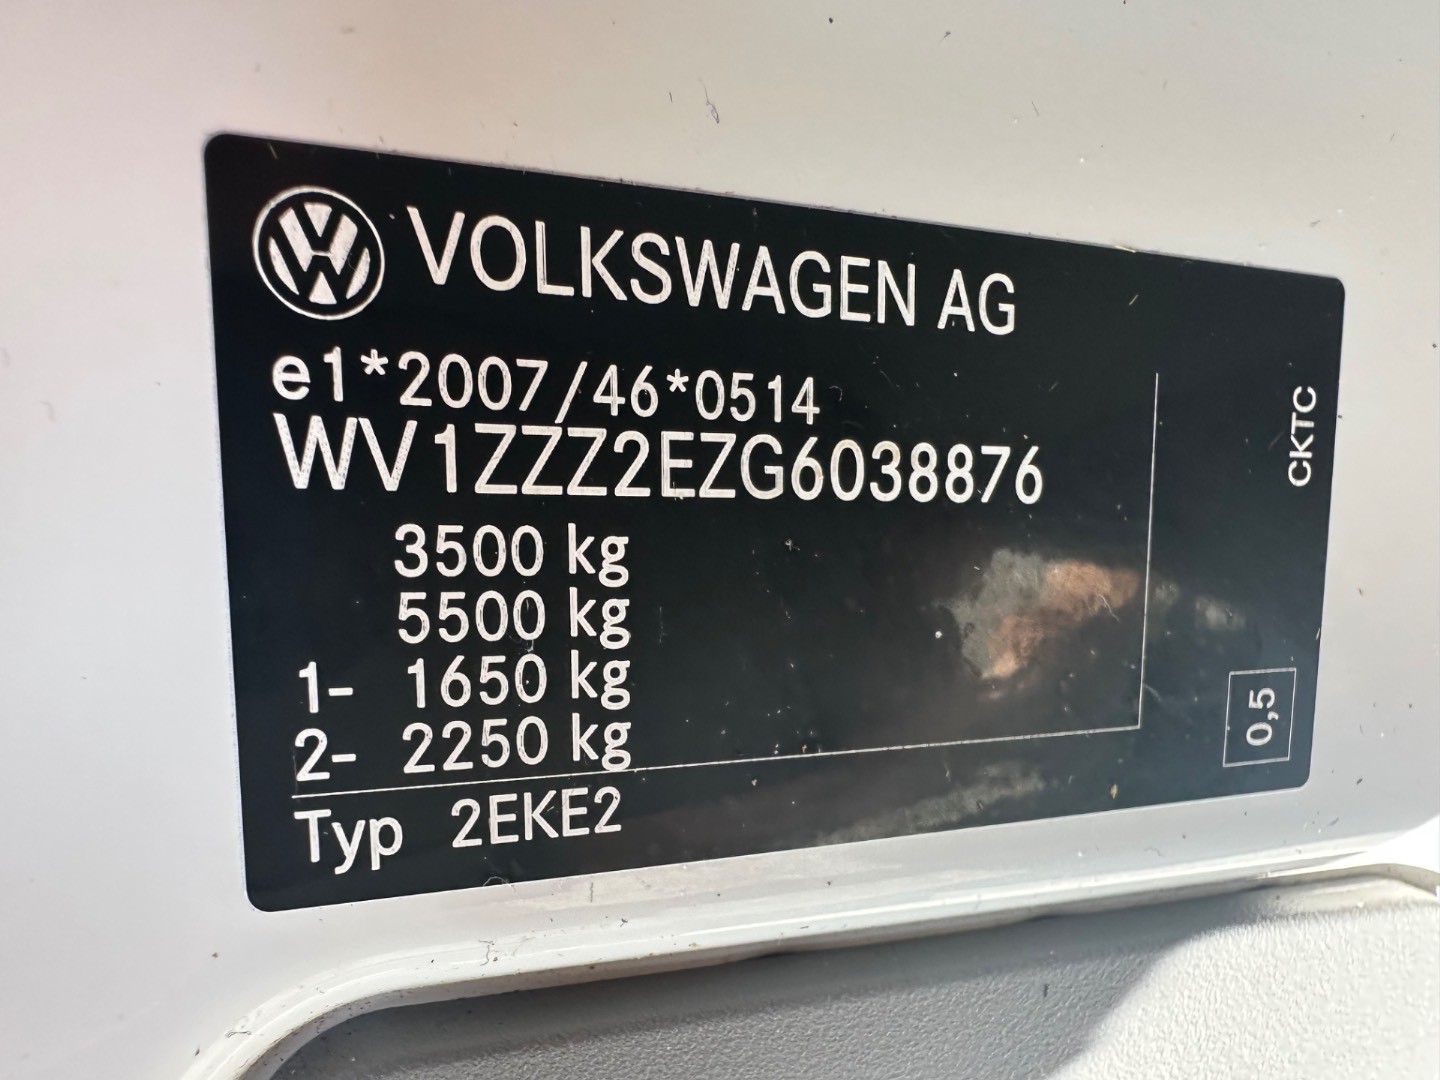 VOLKSWAGEN AG
e1*2007/46*0514
WV1ZZZ2EZG6038876
3500 kg
5500 kg
1- 1650 kg
2- 2250 kg
Typ 2EKE2
CKTC
0,5